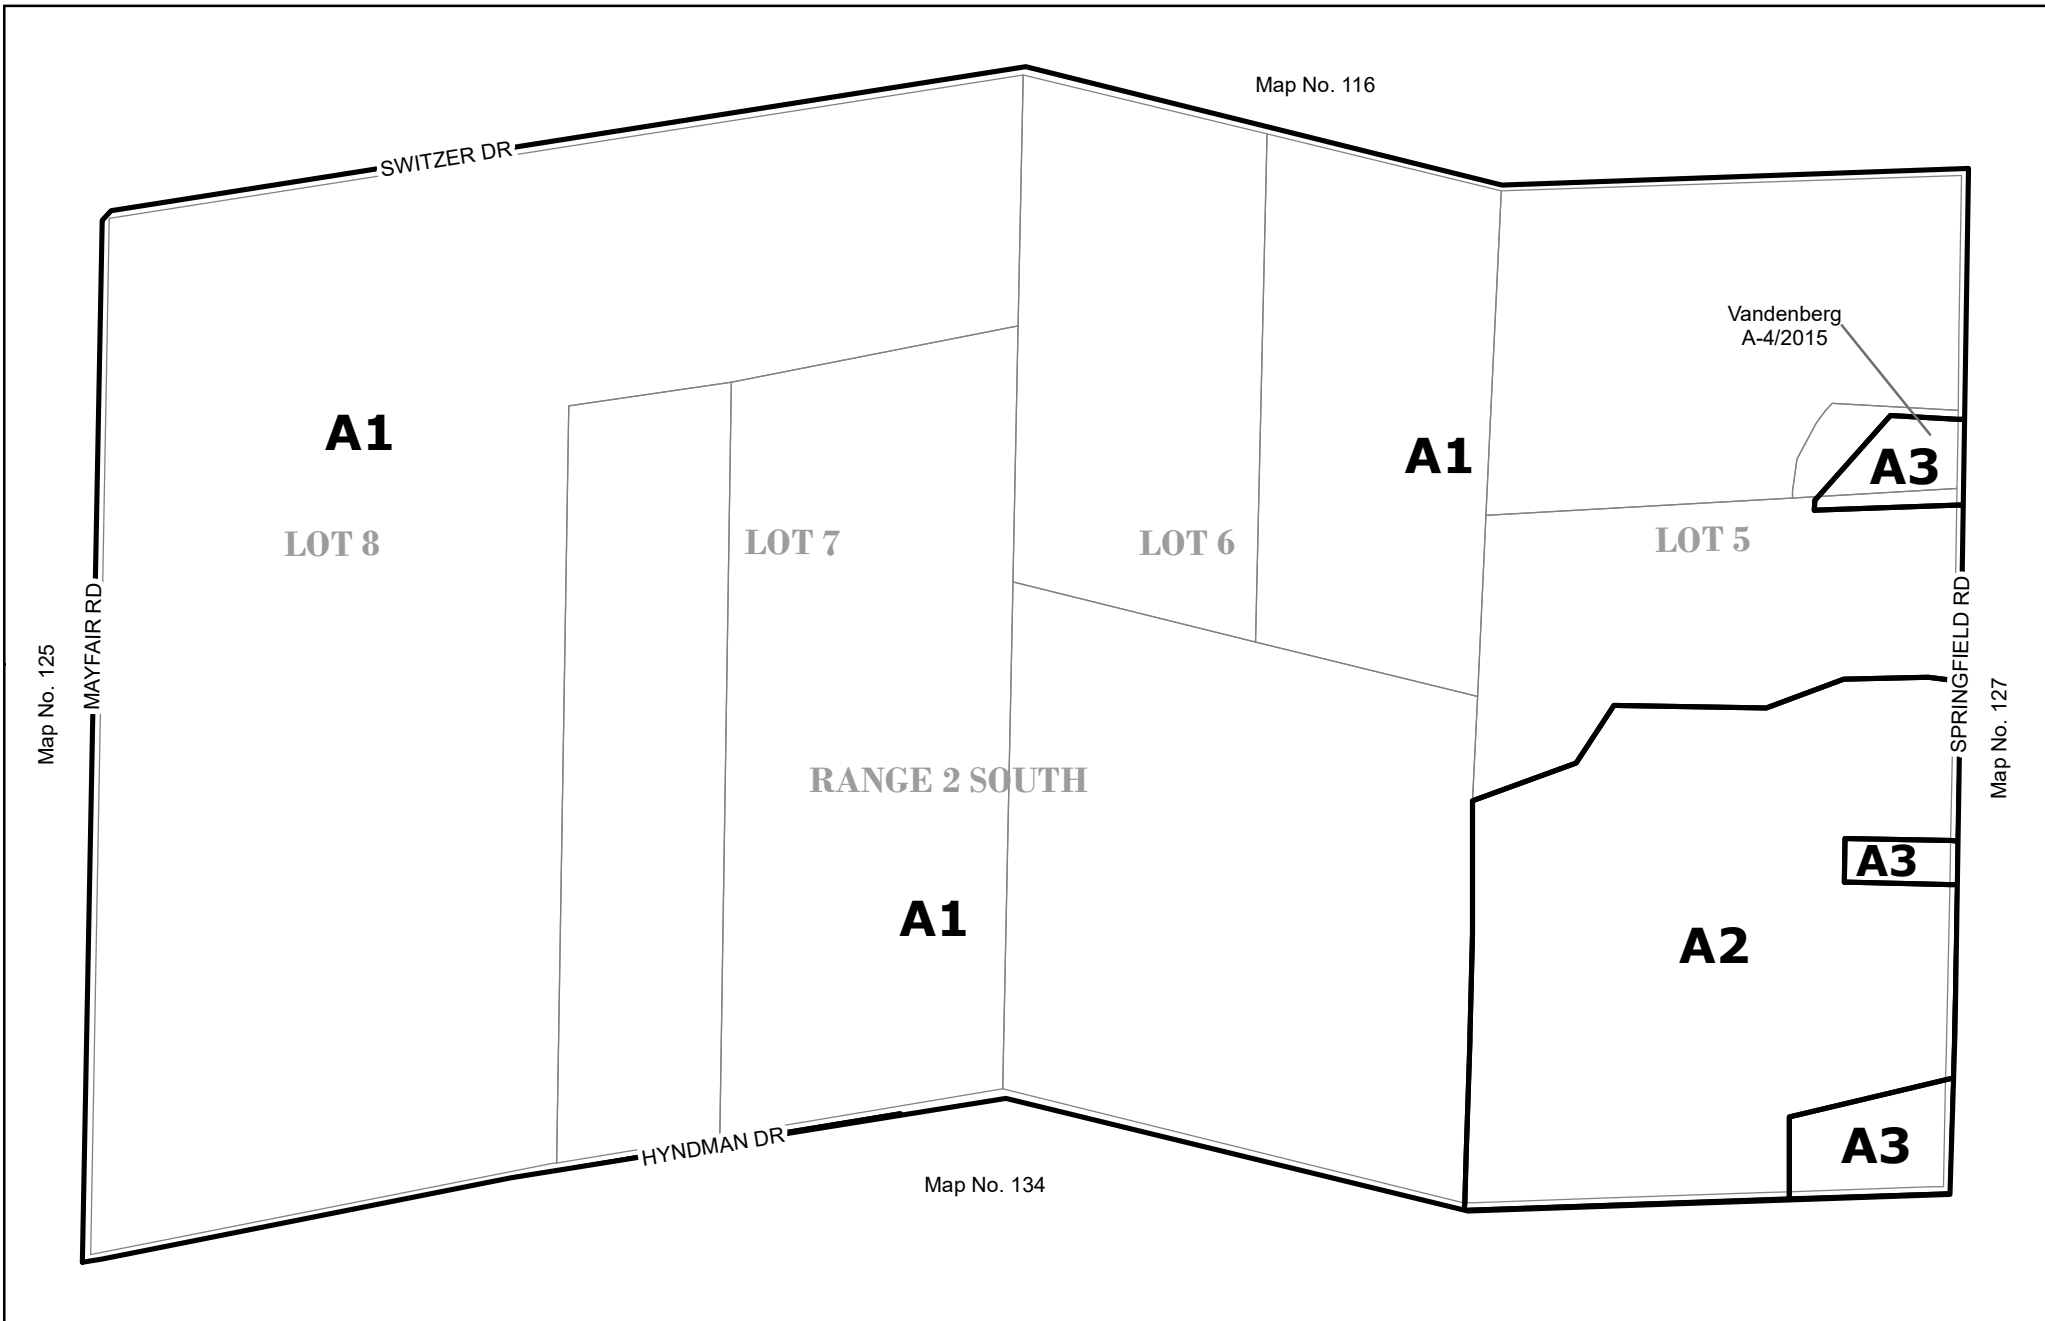 Map No. 116
SWITZER DR
Vandenberg
A-4/2015
A1
A1
A3
LOT 8
LOT 7
LOT 6
LOT 5
MAYFAIR RD
SPRINGFIELD RD
Map No. 125
Map No. 127
RANGE 2 SOUTH
A3
A1
A2
HYNDMAN DR
A3
Map No. 134